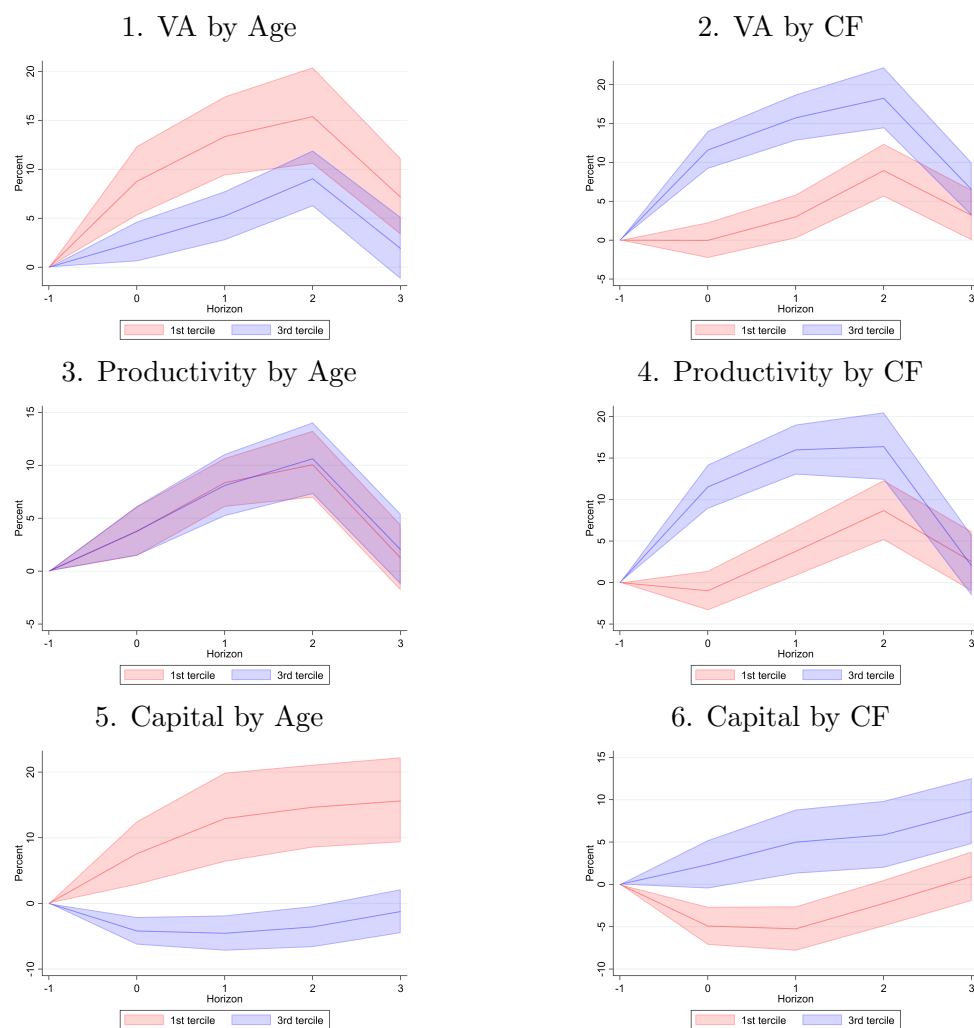 1. VA by Age
2. VA by CF
Percent
20
15
10
5
0
-1
0
1
2
3
Horizon
1st tercile
3rd tercile
Percent
20
15
10
5
0
-5
-1
0
1
2
3
Horizon
1st tercile
3rd tercile
3. Productivity by Age
4. Productivity by CF
Percent
15
10
5
0
-5
-1
0
1
2
3
Horizon
1st tercile
3rd tercile
Percent
20
15
10
5
0
-5
-1
0
1
2
3
Horizon
1st tercile
3rd tercile
5. Capital by Age
6. Capital by CF
Percent
20
10
0
-10
-1
0
1
2
3
Horizon
1st tercile
3rd tercile
Percent
15
10
5
0
-5
-10
-1
0
1
2
3
Horizon
1st tercile
3rd tercile